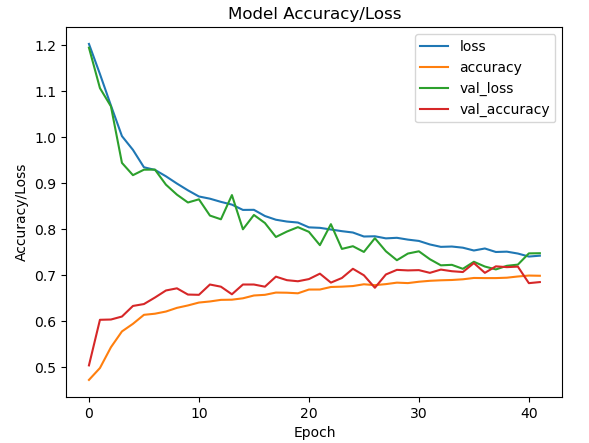 Model Accuracy/Loss
loss
accuracy
val_loss
val_accuracy
Accuracy/Loss
1.2
1.1
1.0
0.9
0.8
0.7
0.6
0.5
0 10 20 30 40
Epoch